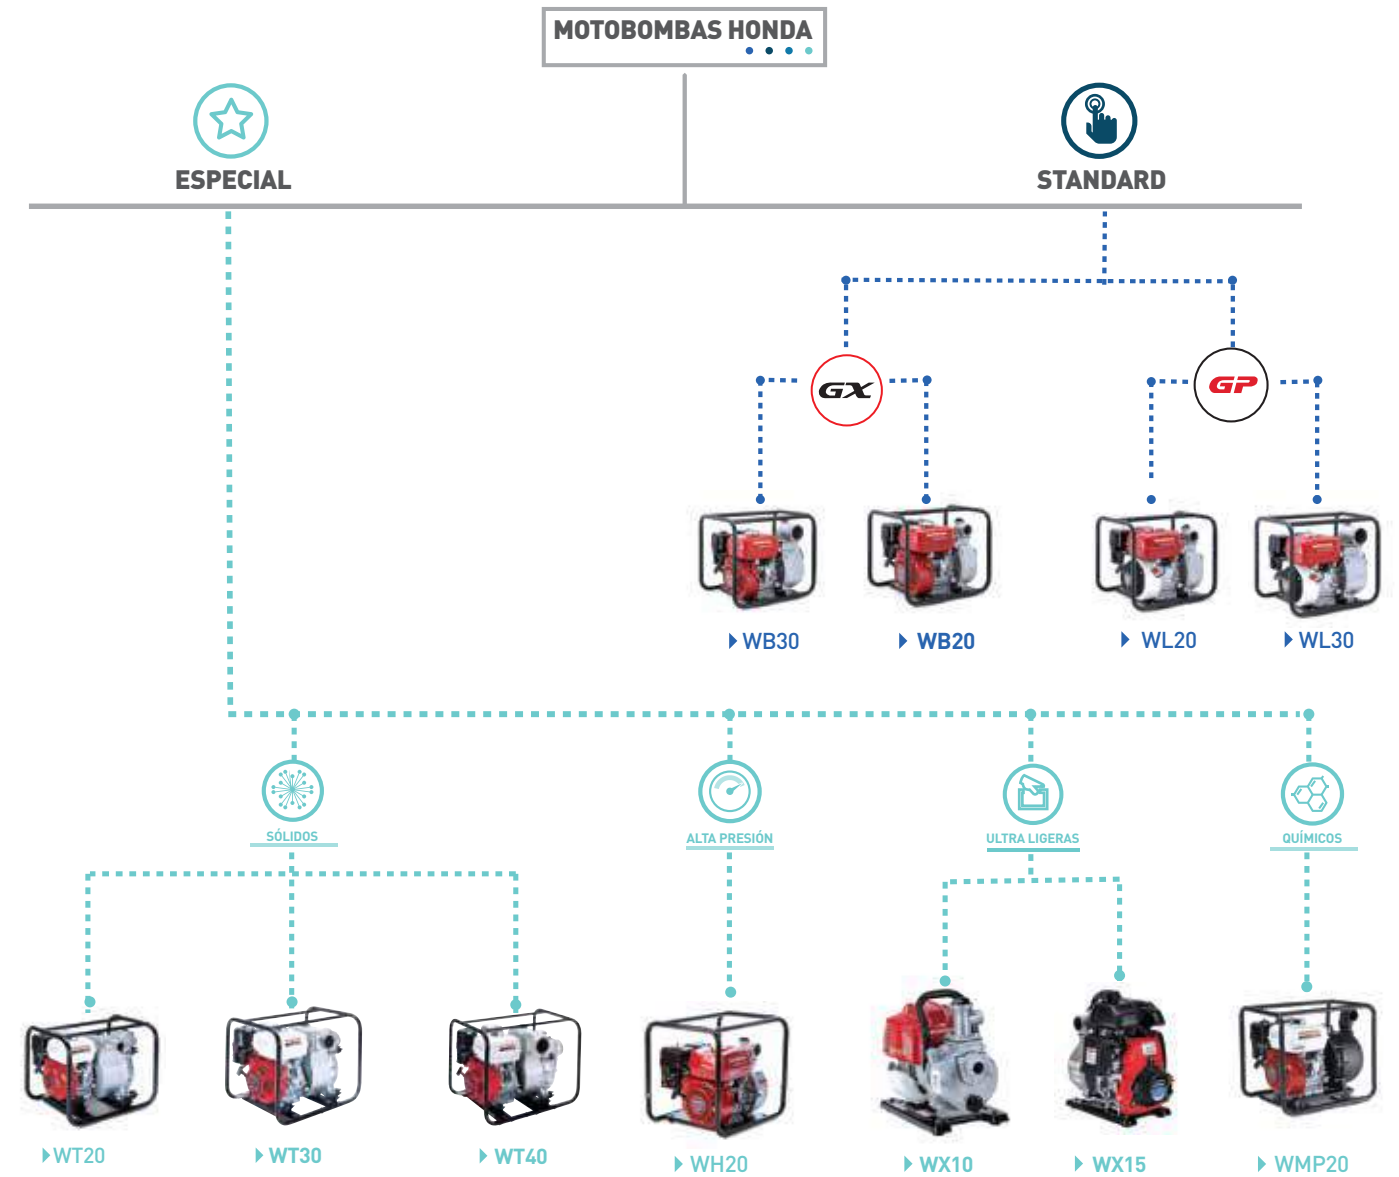 MOTOBOMBAS HONDA
ESPECIAL
STANDARD
GX
GP
WB30
WB20
WL20
WL30
SÓLIDOS
ALTA PRESIÓN
ULTRA LIGERAS
QUÍMICOS
WT20
WT30
WT40
WH20
WX10
WX15
WMP20